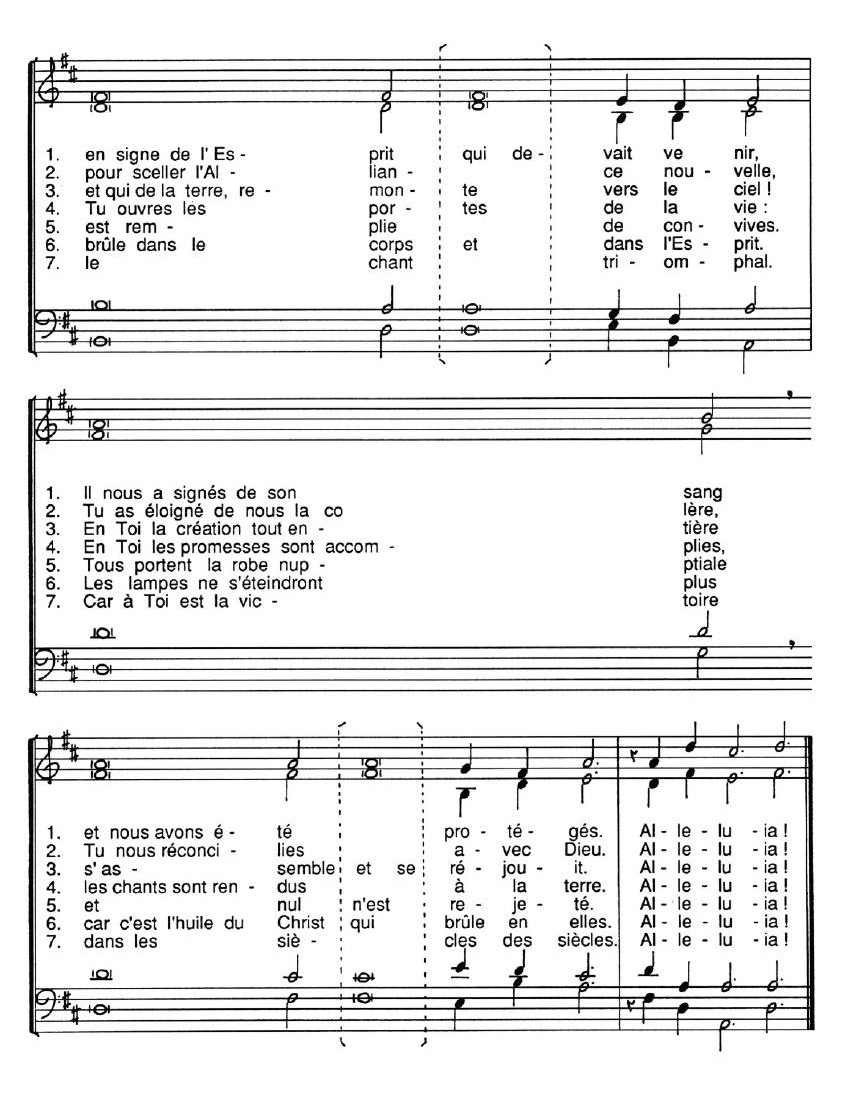 1. en signe de l'Es - prit qui de - vait ve nir,
2. pour sceller l'Al - lian - ce nou - velle,
3. et qui de la terre, re - mon - te vers le ciel !
4. Tu ouvres les por - tes de la vie :
5. est rem - plie de con - vives.
6. brûle dans le corps et dans l'Es - prit.
7. le chant tri - om - phal.
1. Il nous a signés de son sang
2. Tu as éloigné de nous la co lère,
3. En Toi la création tout en - tière
4. En Toi les promesses sont accom - plies,
5. Tous portent la robe nup - ptiale
6. Les lampes ne s'éteindront plus
7. Car à Toi est la vic - toire
1. et nous avons é - té pro - té - gés. Al - le - lu - ia !
2. Tu nous réconci - lies a - vec Dieu. Al - le - lu - ia !
3. s'as - semble et se ré - jou - it. Al - le - lu - ia !
4. les chants sont ren - dus à la terre. Al - le - lu - ia !
5. et nul n'est re - je - té. Al - le - lu - ia !
6. car c'est l'huile du Christ qui brûle en elles. Al - le - lu - ia !
7. dans les siè - cles des siècles. Al - le - lu - ia !